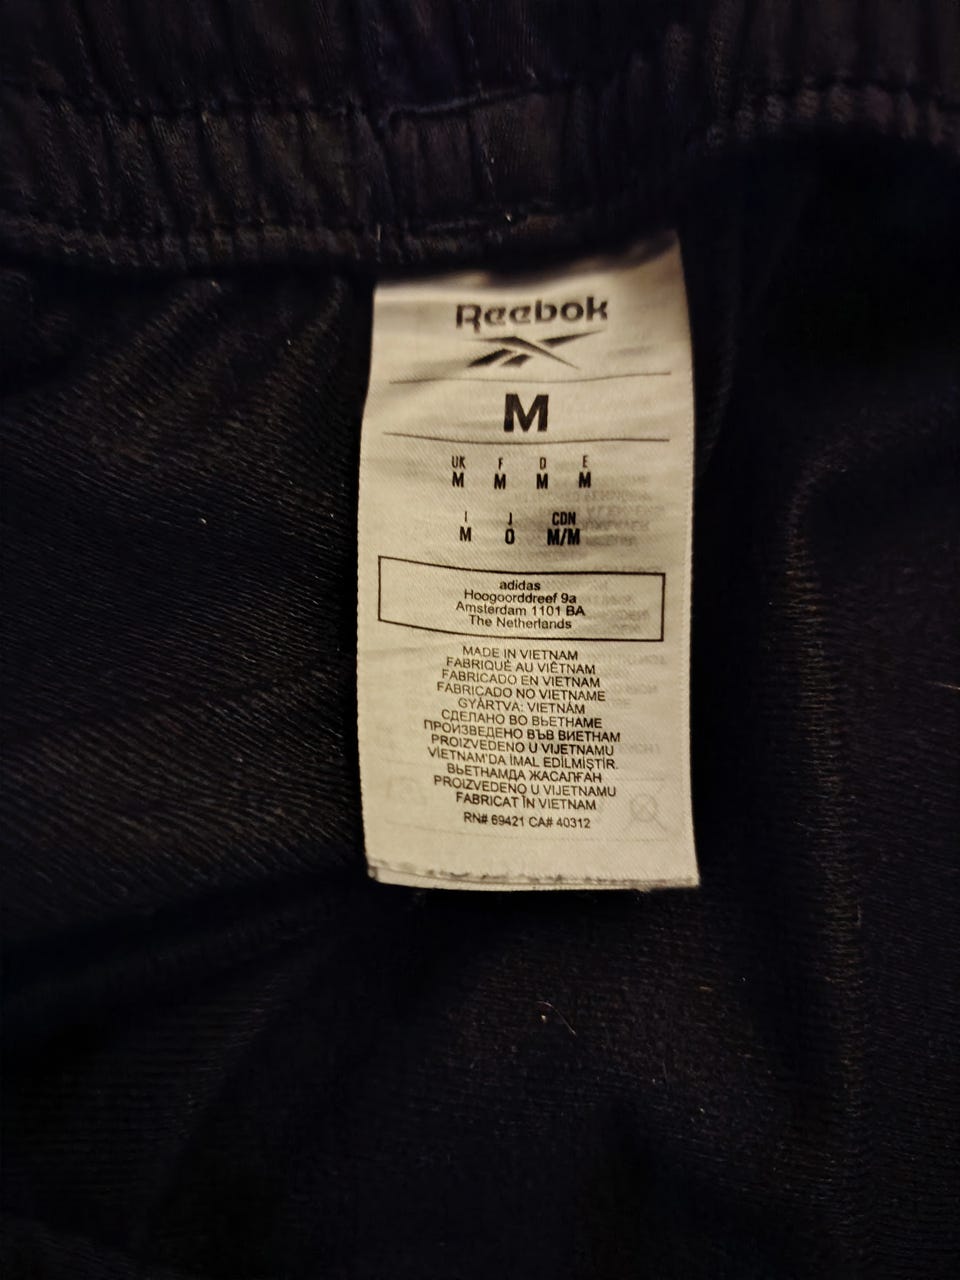 Reebok
M
UK F D E
M M M M
I J CDN
M O M/M
adidas
Hoogoorddreef 9a
Amsterdam 1101 BA
The Netherlands
MADE IN VIETNAM
FABRIQUÉ AU VIÊTNAM
FABRICADO EN VIETNAM
FABRICADO NO VIETNAME
GYÁRTVA: VIETNÁM
СДЕЛАНО ВО ВЬЕТНАМЕ
ПРОИЗВЕДЕНО ВЪВ ВИЕТНАМ
PROIZVEDENO U VIJETNAMU
VİETNAM'DA İMAL EDİLMİŞTİR.
ВЬЕТНАМДА ЖАСАЛҒАН
PROIZVEDENO U VIJETNAMU
FABRICAT ÎN VIETNAM
RN# 69421 CA# 40312